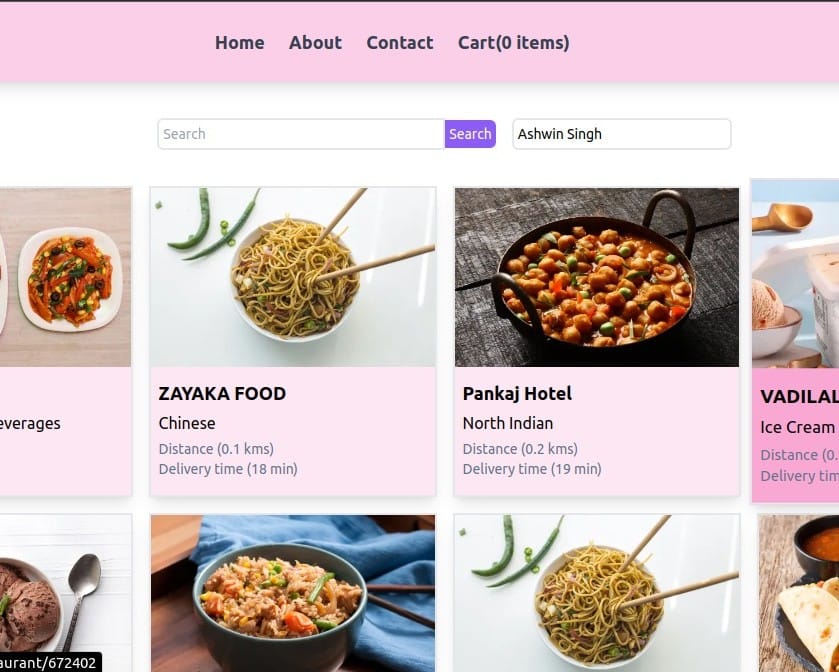 Home About Contact Cart(0 items)
Search Search Ashwin Singh
everages
ZAYAKA FOOD
Chinese
Distance (0.1 kms)
Delivery time (18 min)
Pankaj Hotel
North Indian
Distance (0.2 kms)
Delivery time (19 min)
VADILAL
Ice Cream
Distance (0.
Delivery tim
aurant/672402